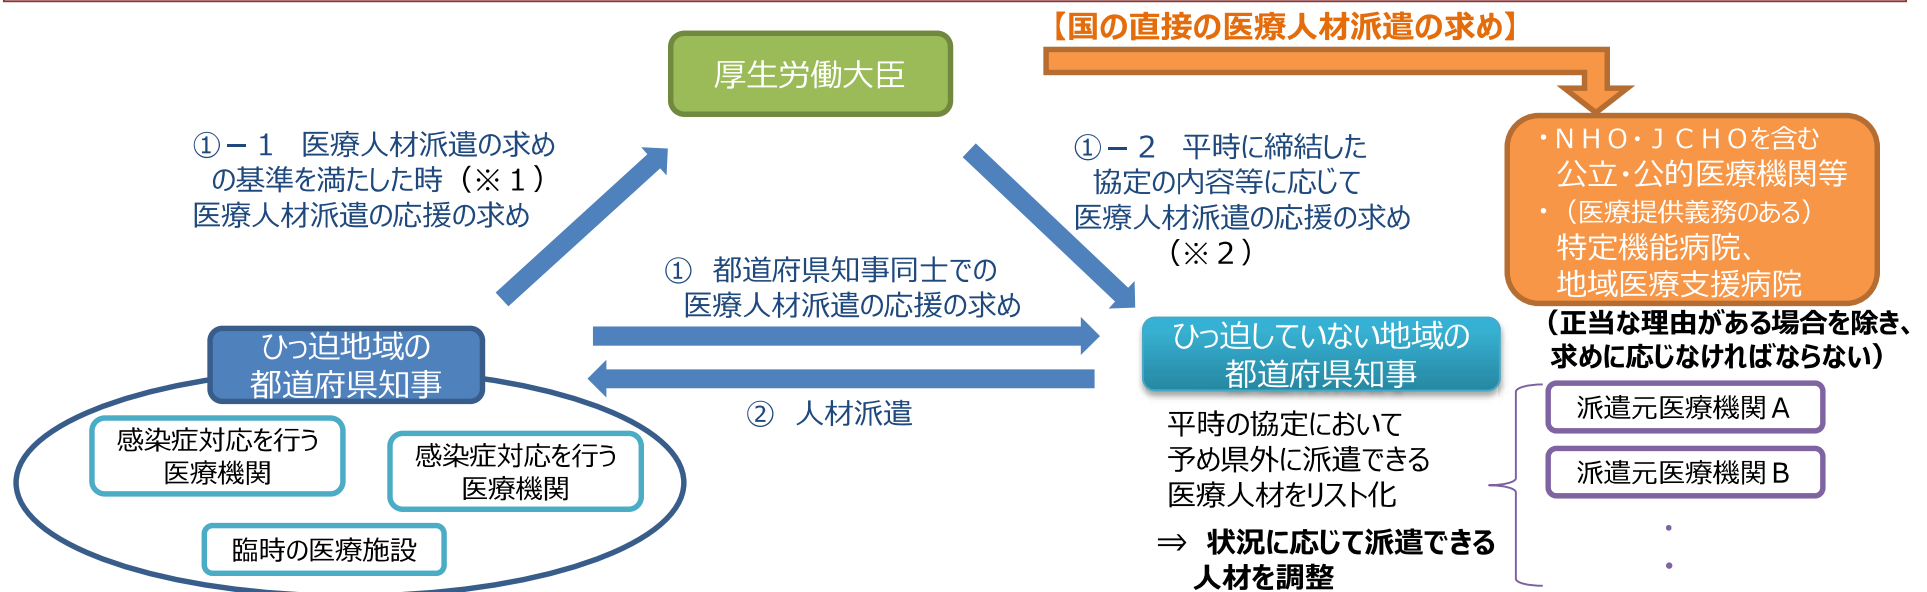 【国の直接の医療人材派遣の求め】
厚生労働大臣
①－１　医療人材派遣の求め
の基準を満たした時（※１）
医療人材派遣の応援の求め
①－２　平時に締結した
協定の内容等に応じて
医療人材派遣の応援の求め
（※２）
・ＮＨＯ・ＪＣＨＯを含む
公立・公的医療機関等
・（医療提供義務のある）
特定機能病院、
地域医療支援病院
（正当な理由がある場合を除き、
求めに応じなければならない）
①　都道府県知事同士での
医療人材派遣の応援の求め
ひっ迫地域の
都道府県知事
ひっ迫していない地域の
都道府県知事
②　人材派遣
感染症対応を行う
医療機関
感染症対応を行う
医療機関
臨時の医療施設
平時の協定において
予め県外に派遣できる
医療人材をリスト化
⇒　状況に応じて派遣できる
人材を調整
派遣元医療機関Ａ
派遣元医療機関Ｂ
・
・